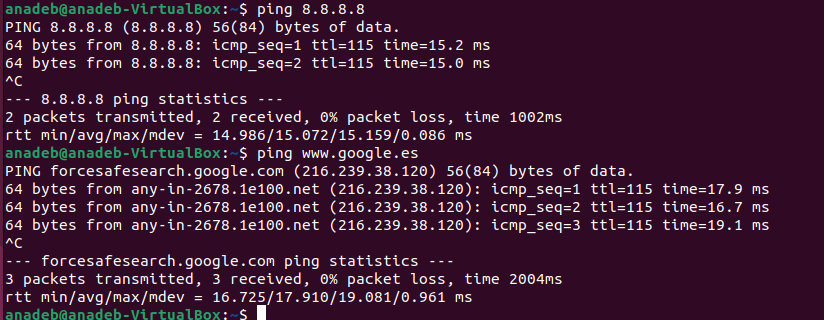 anadeb@anadeb-VirtualBox:~$ ping 8.8.8.8
PING 8.8.8.8 (8.8.8.8) 56(84) bytes of data.
64 bytes from 8.8.8.8: icmp_seq=1 ttl=115 time=15.2 ms
64 bytes from 8.8.8.8: icmp_seq=2 ttl=115 time=15.0 ms
^C
--- 8.8.8.8 ping statistics ---
2 packets transmitted, 2 received, 0% packet loss, time 1002ms
rtt min/avg/max/mdev = 14.986/15.072/15.159/0.086 ms
anadeb@anadeb-VirtualBox:~$ ping www.google.es
PING forcesafesearch.google.com (216.239.38.120) 56(84) bytes of data.
64 bytes from any-in-2678.1e100.net (216.239.38.120): icmp_seq=1 ttl=115 time=17.9 ms
64 bytes from any-in-2678.1e100.net (216.239.38.120): icmp_seq=2 ttl=115 time=16.7 ms
64 bytes from any-in-2678.1e100.net (216.239.38.120): icmp_seq=3 ttl=115 time=19.1 ms
^C
--- forcesafesearch.google.com ping statistics ---
3 packets transmitted, 3 received, 0% packet loss, time 2004ms
rtt min/avg/max/mdev = 16.725/17.910/19.081/0.961 ms
anadeb@anadeb-VirtualBox:~$